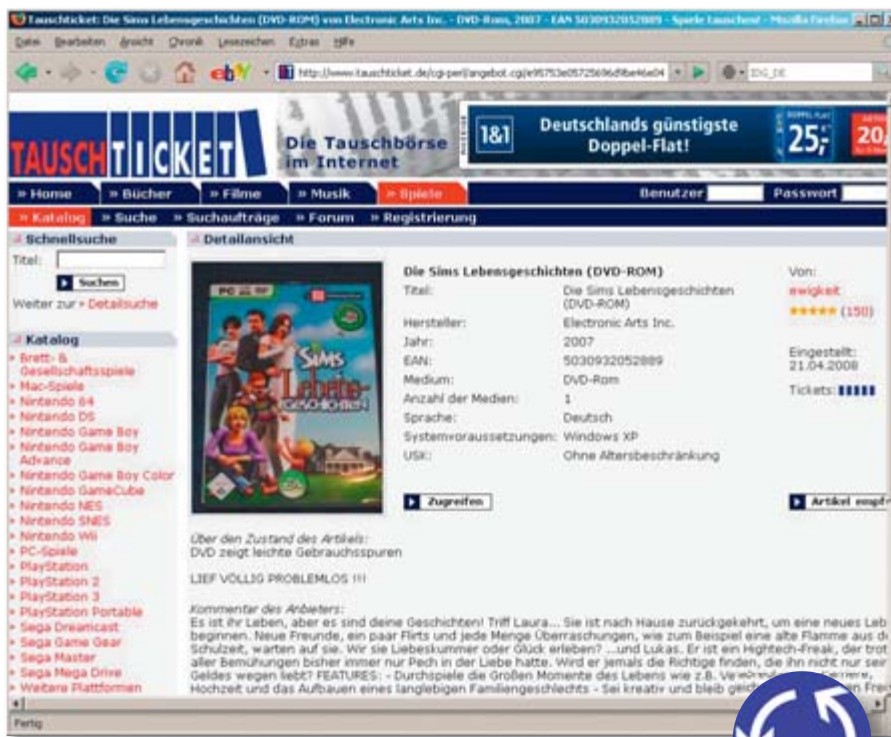 Tauschticket: Die Sims Lebensgeschichten (DVD-ROM) von Electronic Arts Inc. - DVD-Rom, 2007 - EAN 5030932052889 - Spiele tauschen! - Mozilla Firefox
Datei Bearbeiten Ansicht Chronik Lesezeichen Extras Hilfe
IDG_DE
TAUSCHTICKET
Die Tauschbörse
im Internet
ANZEIGE
1&1
Deutschlands günstigste
Doppel-Flat!
DOPPEL-FLAT
25,-
20,
» Home » Bücher » Filme » Musik » Spiele Benutzer Passwort
» Katalog » Suche » Suchaufträge » Forum » Registrierung
Schnellsuche
Titel:
Suchen
Weiter zur » Detailsuche
Katalog
» Brett- &
Gesellschaftsspiele
» Mac-Spiele
» Nintendo 64
» Nintendo DS
» Nintendo Game Boy
» Nintendo Game Boy
Advance
» Nintendo Game Boy Color
» Nintendo GameCube
» Nintendo NES
» Nintendo SNES
» Nintendo Wii
» PC-Spiele
» PlayStation
» PlayStation 2
» PlayStation 3
» PlayStation Portable
» Sega Dreamcast
» Sega Game Gear
» Sega Master
» Sega Mega Drive
» Weitere Plattformen
Detailansicht
PC
Die SIMS
Lebens-
GESCHICHTEN
Die Sims Lebensgeschichten (DVD-ROM)
Titel: Die Sims Lebensgeschichten
(DVD-ROM)
Hersteller: Electronic Arts Inc.
Jahr: 2007
EAN: 5030932052889
Medium: DVD-Rom
Anzahl der Medien: 1
Sprache: Deutsch
Systemvoraussetzungen: Windows XP
USK: Ohne Altersbeschränkung
Zugreifen
Von:
ewigkeit
(150)
Eingestellt:
21.04.2008
Tickets:
Artikel empf
Über den Zustand des Artikels:
DVD zeigt leichte Gebrauchsspuren
LIEF VÖLLIG PROBLEMLOS !!!
Kommentar des Anbieters:
Es ist ihr Leben, aber es sind deine Geschichten! Triff Laura... Sie ist nach Hause zurückgekehrt, um eine neues Leb
beginnen. Neue Freunde, ein paar Flirts und jede Menge Überraschungen, wie zum Beispiel eine alte Flamme aus d
Schulzeit, warten auf sie. Wir sie Liebeskummer oder Glück erleben? ...und Lukas. Er ist ein Hightech-Freak, der trot
aller Bemühungen bisher immer nur Pech in der Liebe hatte. Wird er jemals die Richtige finden, die ihn nicht nur sein
Geldes wegen liebt? FEATURES: - Durchspiele die Großen Momente des Lebens wie z.B.
Hochzeit und das Aufbauen eines langlebigen Familiengeschlechts - Sei kreativ und bleib
Fertig